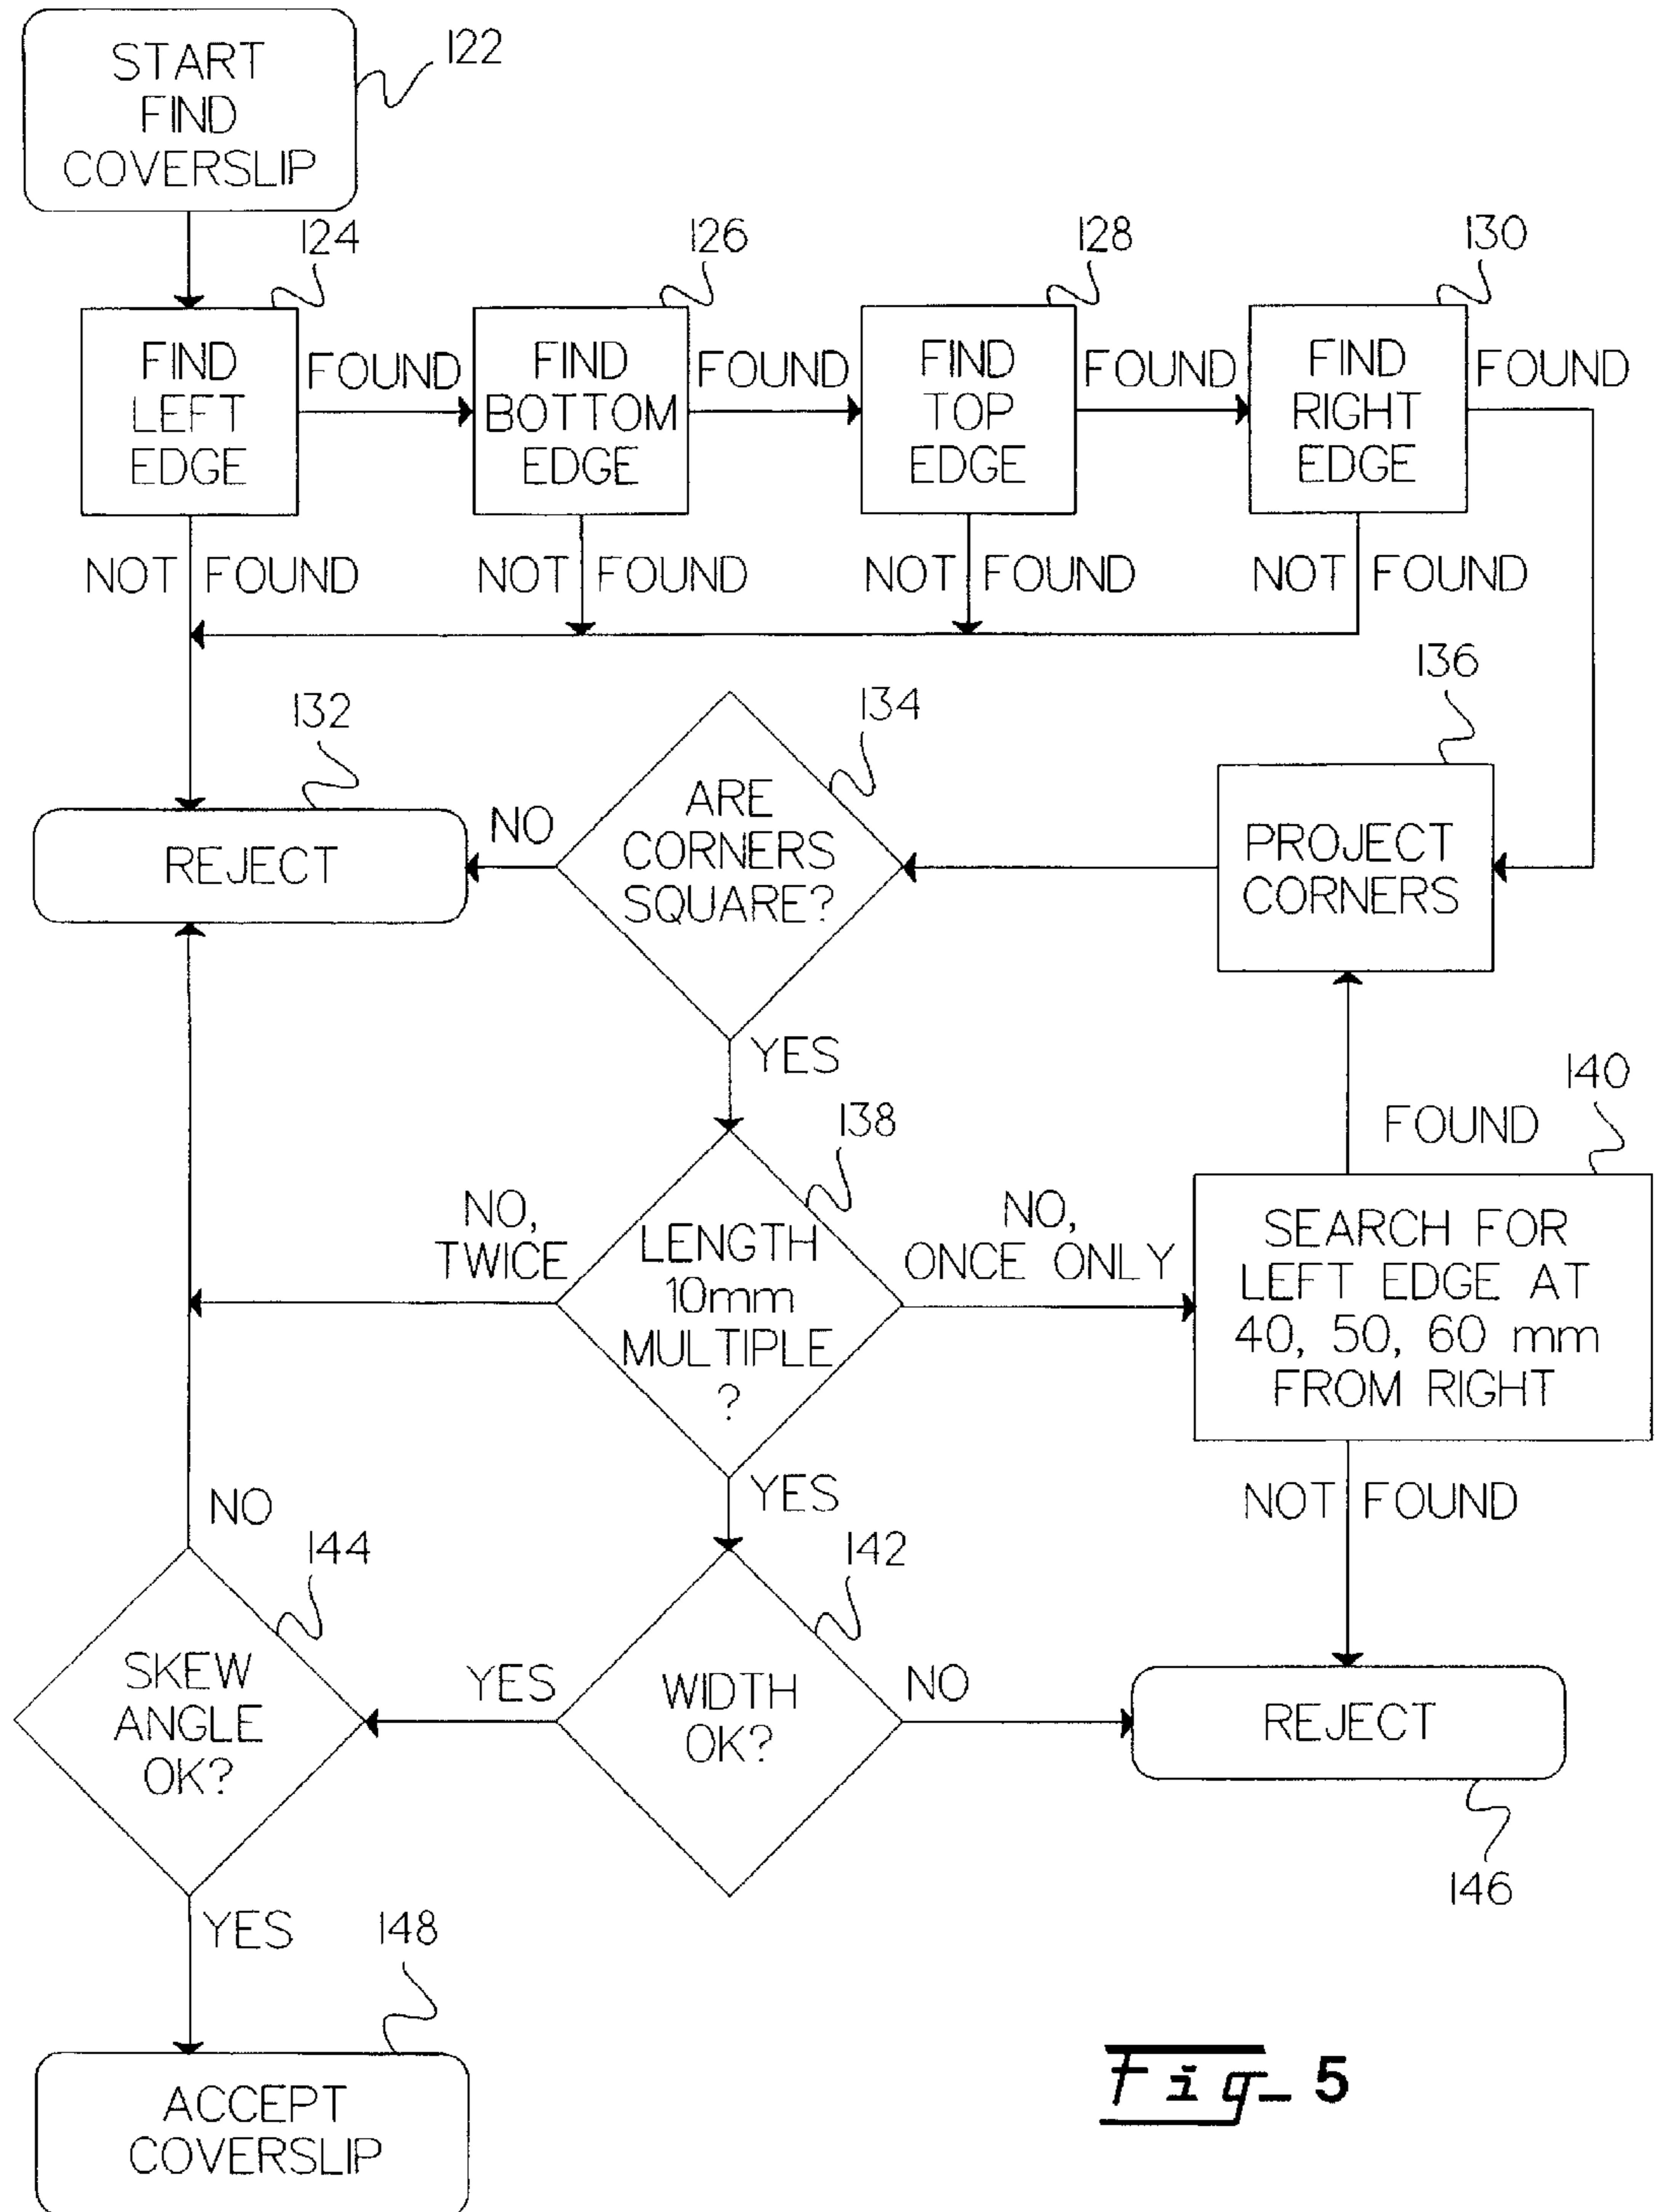 START
FIND
COVERSLIP
122
124
126
128
130
FIND
LEFT
EDGE
FOUND
FIND
BOTTOM
EDGE
FOUND
FIND
TOP
EDGE
FOUND
FIND
RIGHT
EDGE
FOUND
NOT FOUND
NOT FOUND
NOT FOUND
NOT FOUND
132
134
136
REJECT
NO
ARE
CORNERS
SQUARE?
PROJECT
CORNERS
YES
138
140
FOUND
NO,
TWICE
LENGTH
10mm
MULTIPLE
?
NO,
ONCE ONLY
SEARCH FOR
LEFT EDGE AT
40, 50, 60 mm
FROM RIGHT
NO
YES
NOT FOUND
144
142
SKEW
ANGLE
OK?
YES
WIDTH
OK?
NO
REJECT
146
YES
148
ACCEPT
COVERSLIP
Fig_5